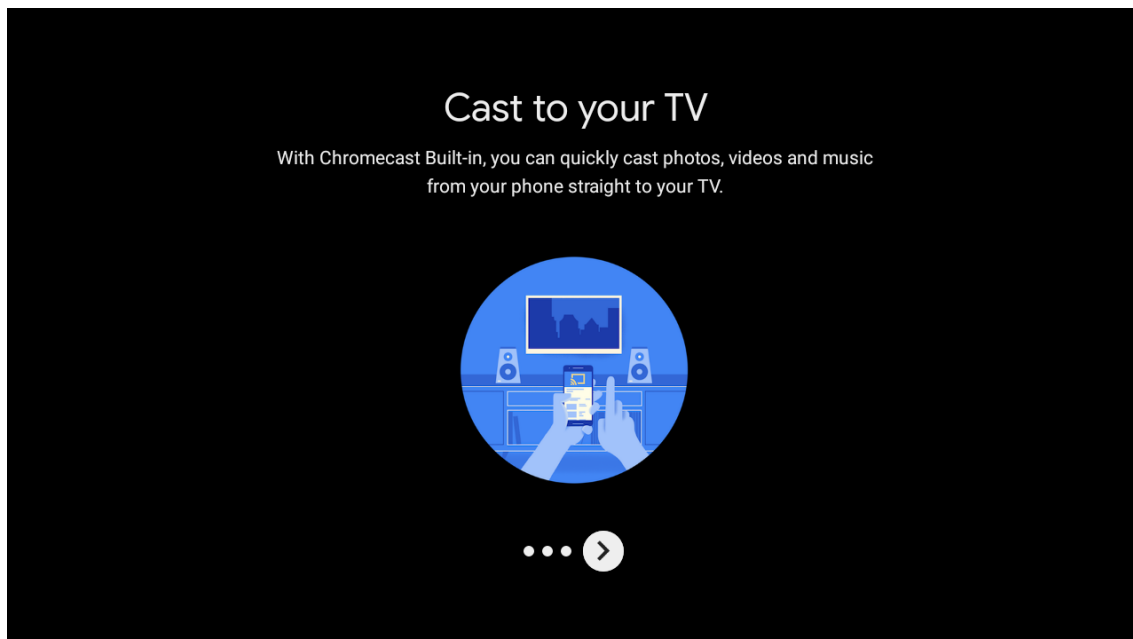 Cast to your TV
With Chromecast Built-in, you can quickly cast photos, videos and music
from your phone straight to your TV.